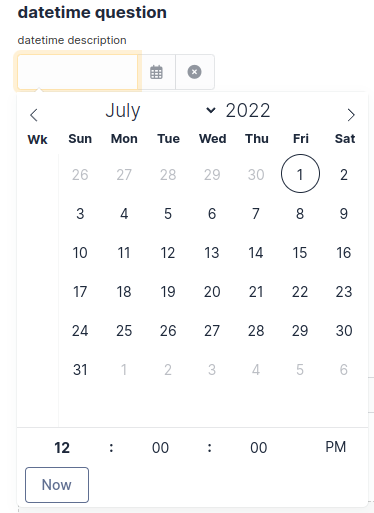 datetime question
datetime description
July 2022
Wk Sun Mon Tue Wed Thu Fri Sat
26 27 28 29 30 1 2
3 4 5 6 7 8 9
10 11 12 13 14 15 16
17 18 19 20 21 22 23
24 25 26 27 28 29 30
31 1 2 3 4 5 6
12 : 00 : 00 PM
Now